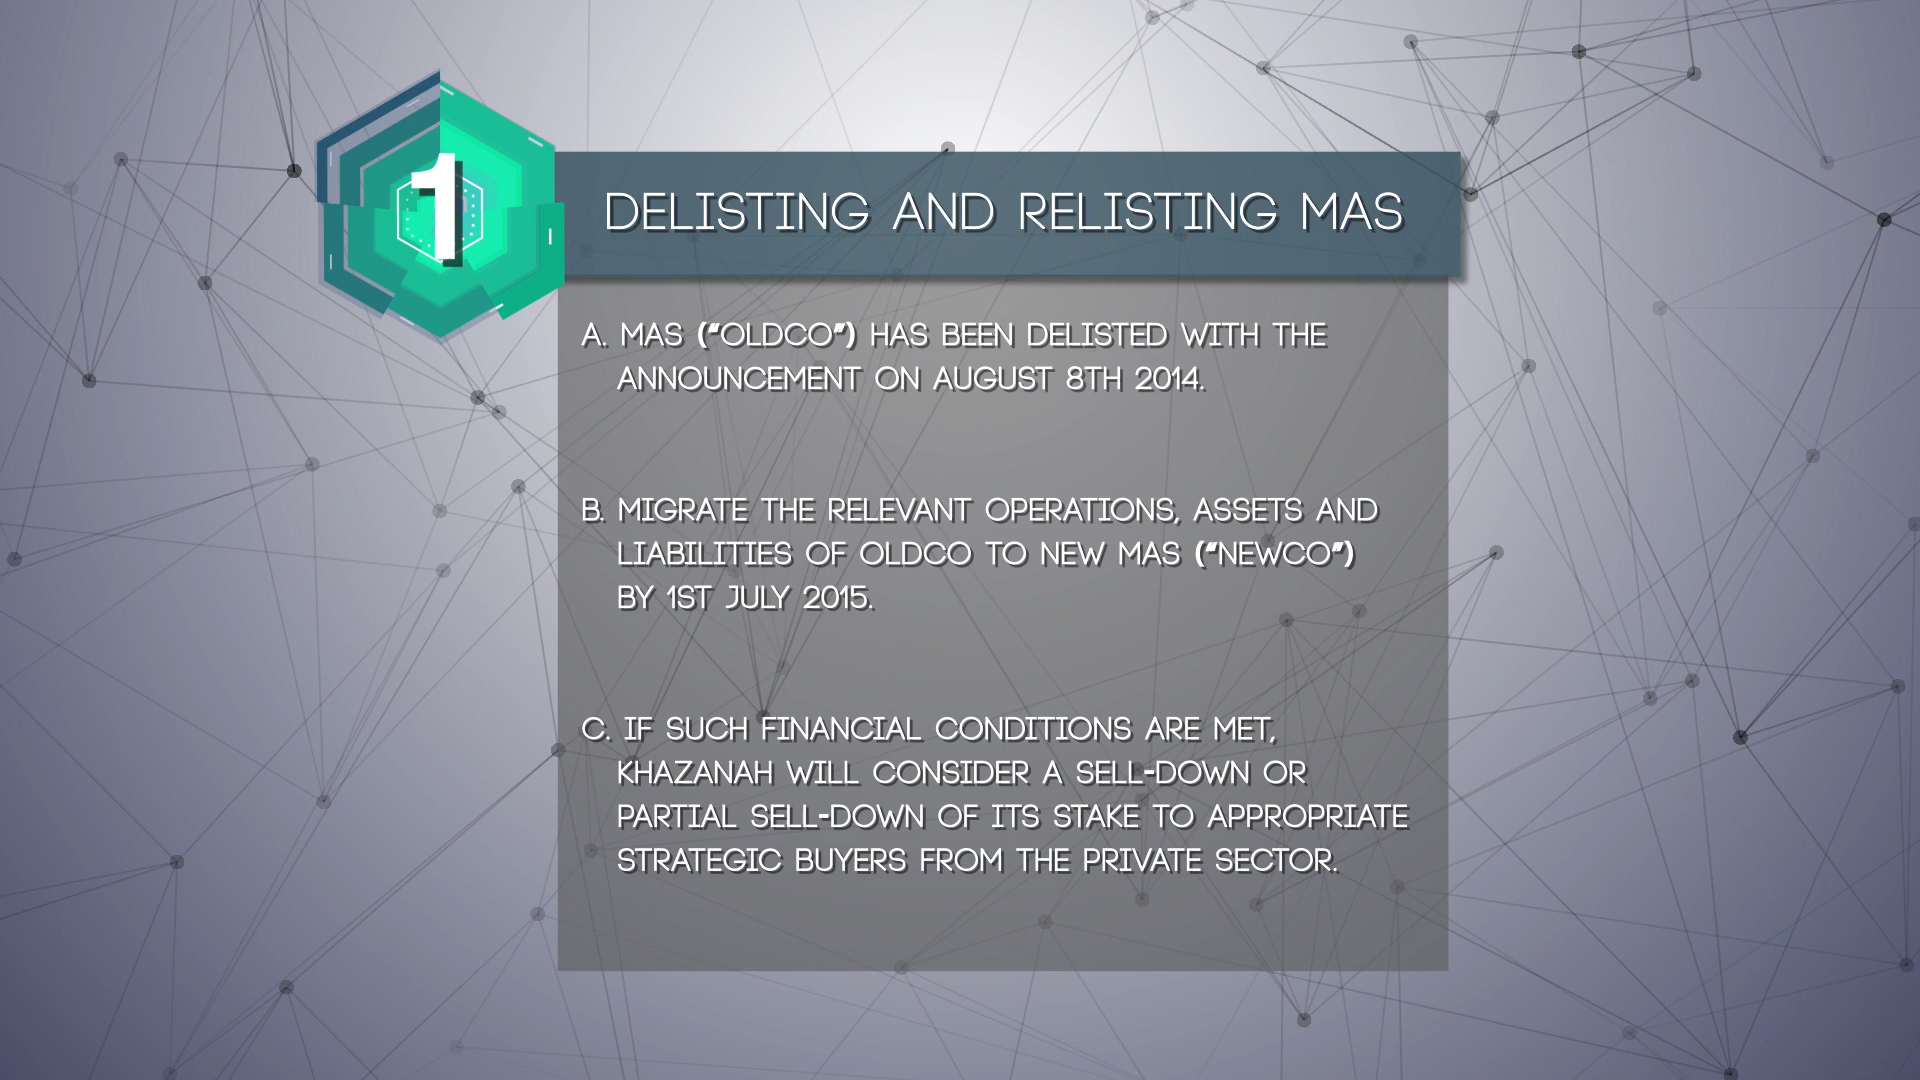 1
DELISTING AND RELISTING MAS
A. MAS (“OLDCO”) HAS BEEN DELISTED WITH THE
ANNOUNCEMENT ON AUGUST 8TH 2014.
B. MIGRATE THE RELEVANT OPERATIONS, ASSETS AND
LIABILITIES OF OLDCO TO NEW MAS (“NEWCO”)
BY 1ST JULY 2015.
C. IF SUCH FINANCIAL CONDITIONS ARE MET,
KHAZANAH WILL CONSIDER A SELL-DOWN OR
PARTIAL SELL-DOWN OF ITS STAKE TO APPROPRIATE
STRATEGIC BUYERS FROM THE PRIVATE SECTOR.